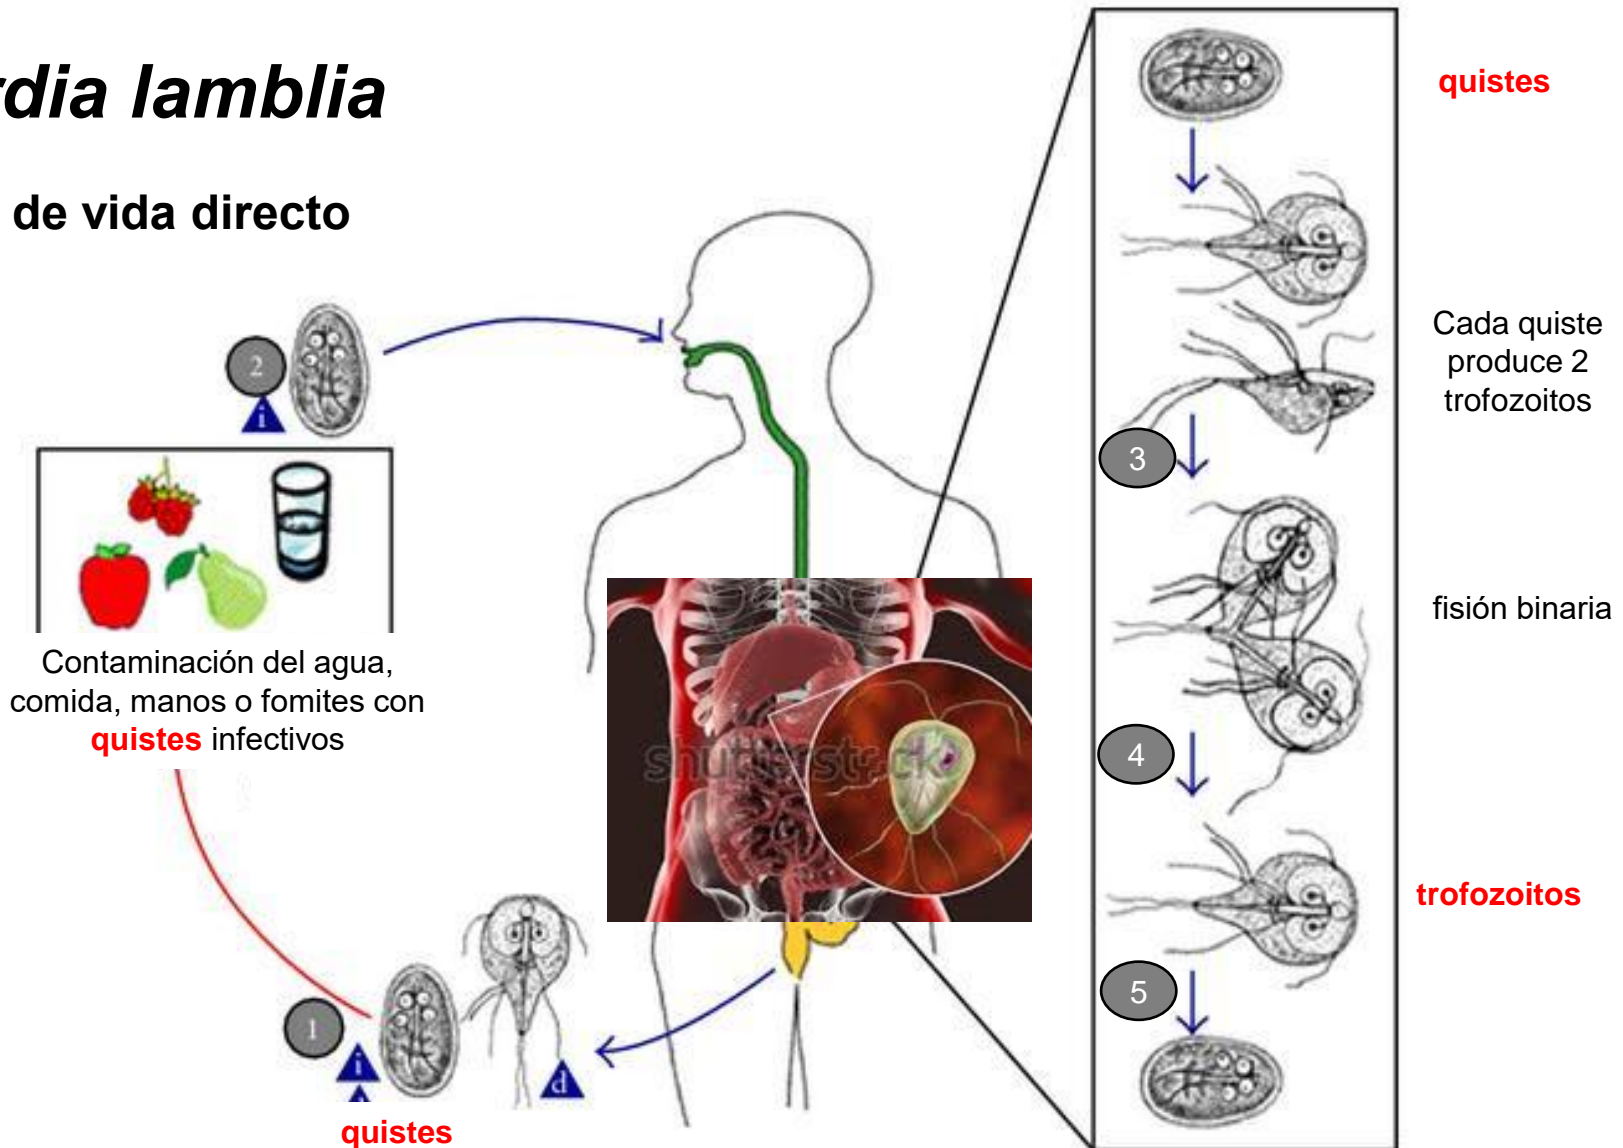 rdia lamblia
de vida directo
quistes
2
i
Cada quiste
produce 2
trofozoitos
3
fisión binaria
Contaminación del agua,
comida, manos o fomites con
quistes infectivos
shutterstock
4
trofozoitos
5
1
i
d
quistes